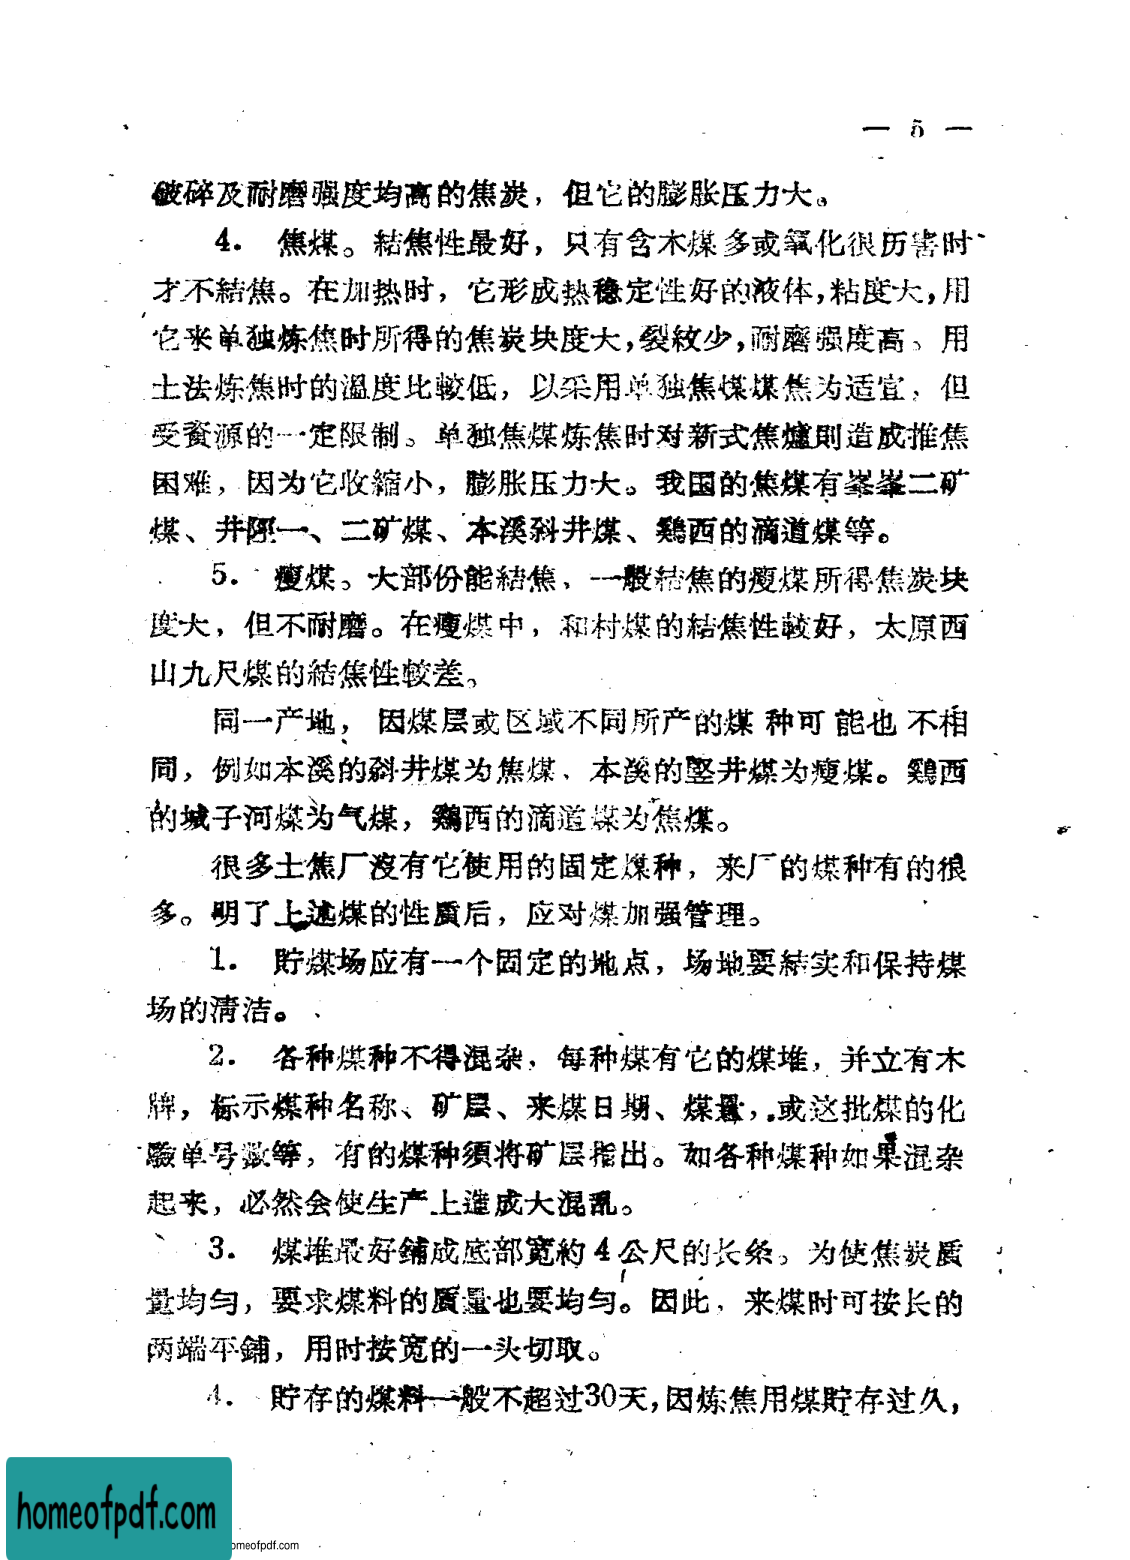 — 5 —
破碎及耐磨强度均高的焦炭，但它的膨胀压力大。
4．焦煤。結焦性最好，只有含木煤多或氧化很历害时
才不結焦。在加热时，它形成热稳定性好的液体，粘度大，用
它来单独炼焦时所得的焦炭块度大，裂紋少，耐磨强度高。用
土法炼焦时的溫度比較低，以采用单独焦煤煤焦为适宜，但
受資源的一定限制。单独焦煤炼焦时对新式焦爐則造成推焦
困难，因为它收縮小，膨胀压力大。我国的焦煤有峯峯二矿
煤、井陘一、二矿煤、本溪斜井煤、鷄西的滴道煤等。
5．瘦煤。大部份能結焦，一般結焦的瘦煤所得焦炭块
度大，但不耐磨。在瘦煤中，和村煤的結焦性較好，太原西
山九尺煤的結焦性較差。
同一产地，因煤层或区域不同所产的煤种可能也不相
同，例如本溪的斜井煤为焦煤，本溪的竪井煤为瘦煤。鷄西
的城子河煤为气煤，鷄西的滴道煤为焦煤。
很多土焦厂沒有它使用的固定煤种，来厂的煤种有的很
多。明了上述煤的性质后，应对煤加强管理。
1．貯煤场应有一个固定的地点，场地要結实和保持煤
场的清洁。
2．各种煤种不得混杂，每种煤有它的煤堆，并立有木
牌，标示煤种名称、矿层、来煤日期、煤量，或这批煤的化
驗单号数等，有的煤种須将矿层指出。如各种煤种如果混杂
起来，必然会使生产上造成大混乱。
3．煤堆最好鋪成底部宽約4公尺的长条。为使焦炭质
量均匀，要求煤料的质量也要均匀。因此，来煤时可按长的
两端平鋪，用时按宽的一头切取。
4．貯存的煤料一般不超过30天，因炼焦用煤貯存过久，
homeofpdf.com
omeofpdf.com